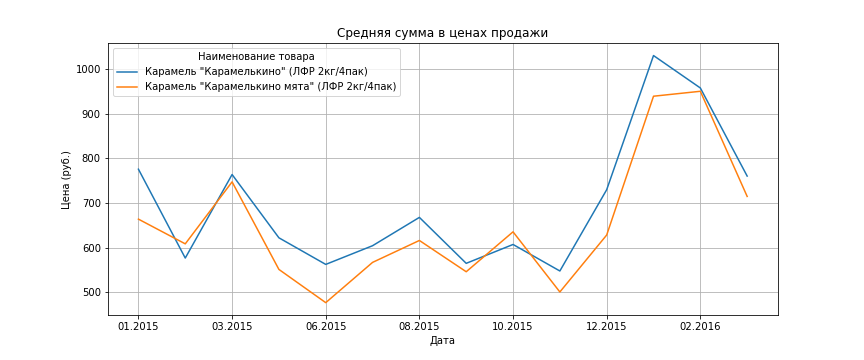 Средняя сумма в ценах продажи
Наименование товара
Карамель "Карамелькино" (ЛФР 2кг/4пак)
Карамель "Карамелькино мята" (ЛФР 2кг/4пак)
Цена (руб.)
1000
900
800
700
600
500
01.2015 03.2015 06.2015 08.2015 10.2015 12.2015 02.2016
Дата